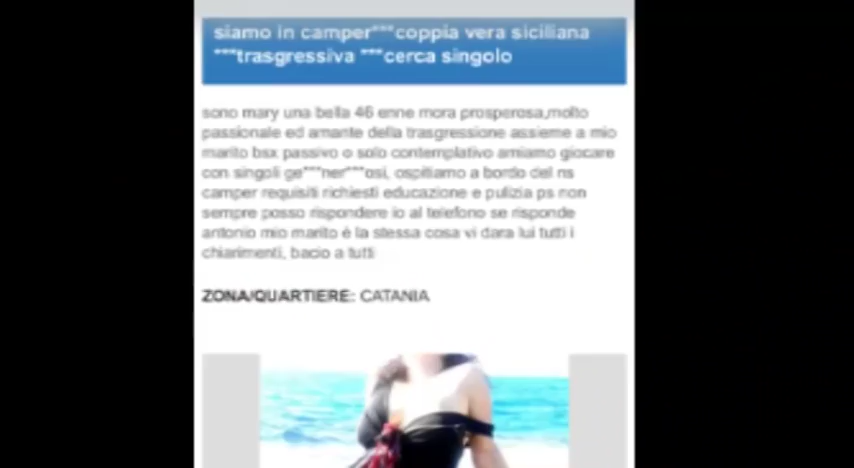 siamo in camper***coppia vera siciliana
***trasgressiva ***cerca singolo
sono mary una bella 46 enne mora prosperosa,molto
passionale ed amante della trasgressione assieme a mio
marito bsx passivo o solo contemplativo amiamo giocare
con singoli ge***ner***osi, ospitiamo a bordo del ns
camper requisiti richiesti educazione e pulizia ps non
sempre posso rispondere io al telefono se risponde
antonio mio marito è la stessa cosa vi dara lui tutti i
chiarimenti, bacio a tutti
ZONA/QUARTIERE: CATANIA